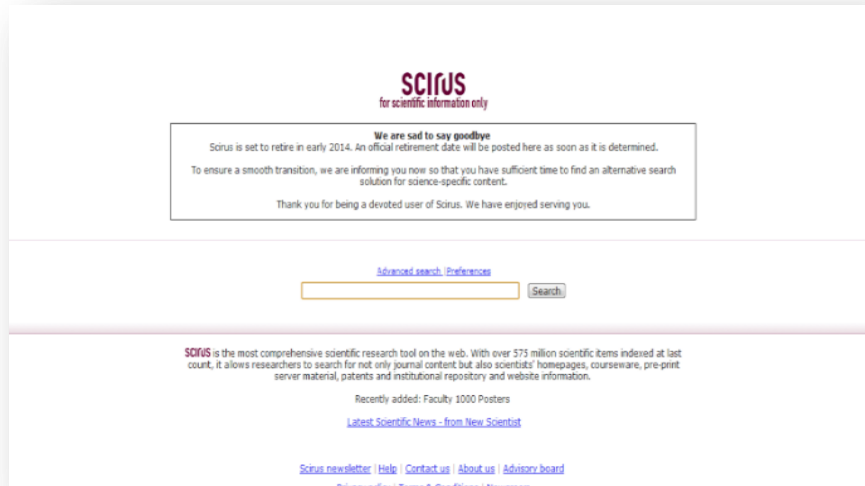 SCIRUS
for scientific information only
We are sad to say goodbye
Scirus is set to retire in early 2014. An official retirement date will be posted here as soon as it is determined.
To ensure a smooth transition, we are informing you now so that you have sufficient time to find an alternative search
solution for science-specific content.
Thank you for being a devoted user of Scirus. We have enjoyed serving you.
Advanced search | Preferences
Search
SCIRUS is the most comprehensive scientific research tool on the web. With over 575 million scientific items indexed at last
count, it allows researchers to search for not only journal content but also scientists' homepages, courseware, pre-print
server material, patents and institutional repository and website information.
Recently added: Faculty 1000 Posters
Latest Scientific News - from New Scientist
Scirus newsletter | Help | Contact us | About us | Advisory board
Privacy policy | Terms & Conditions | Newsroom